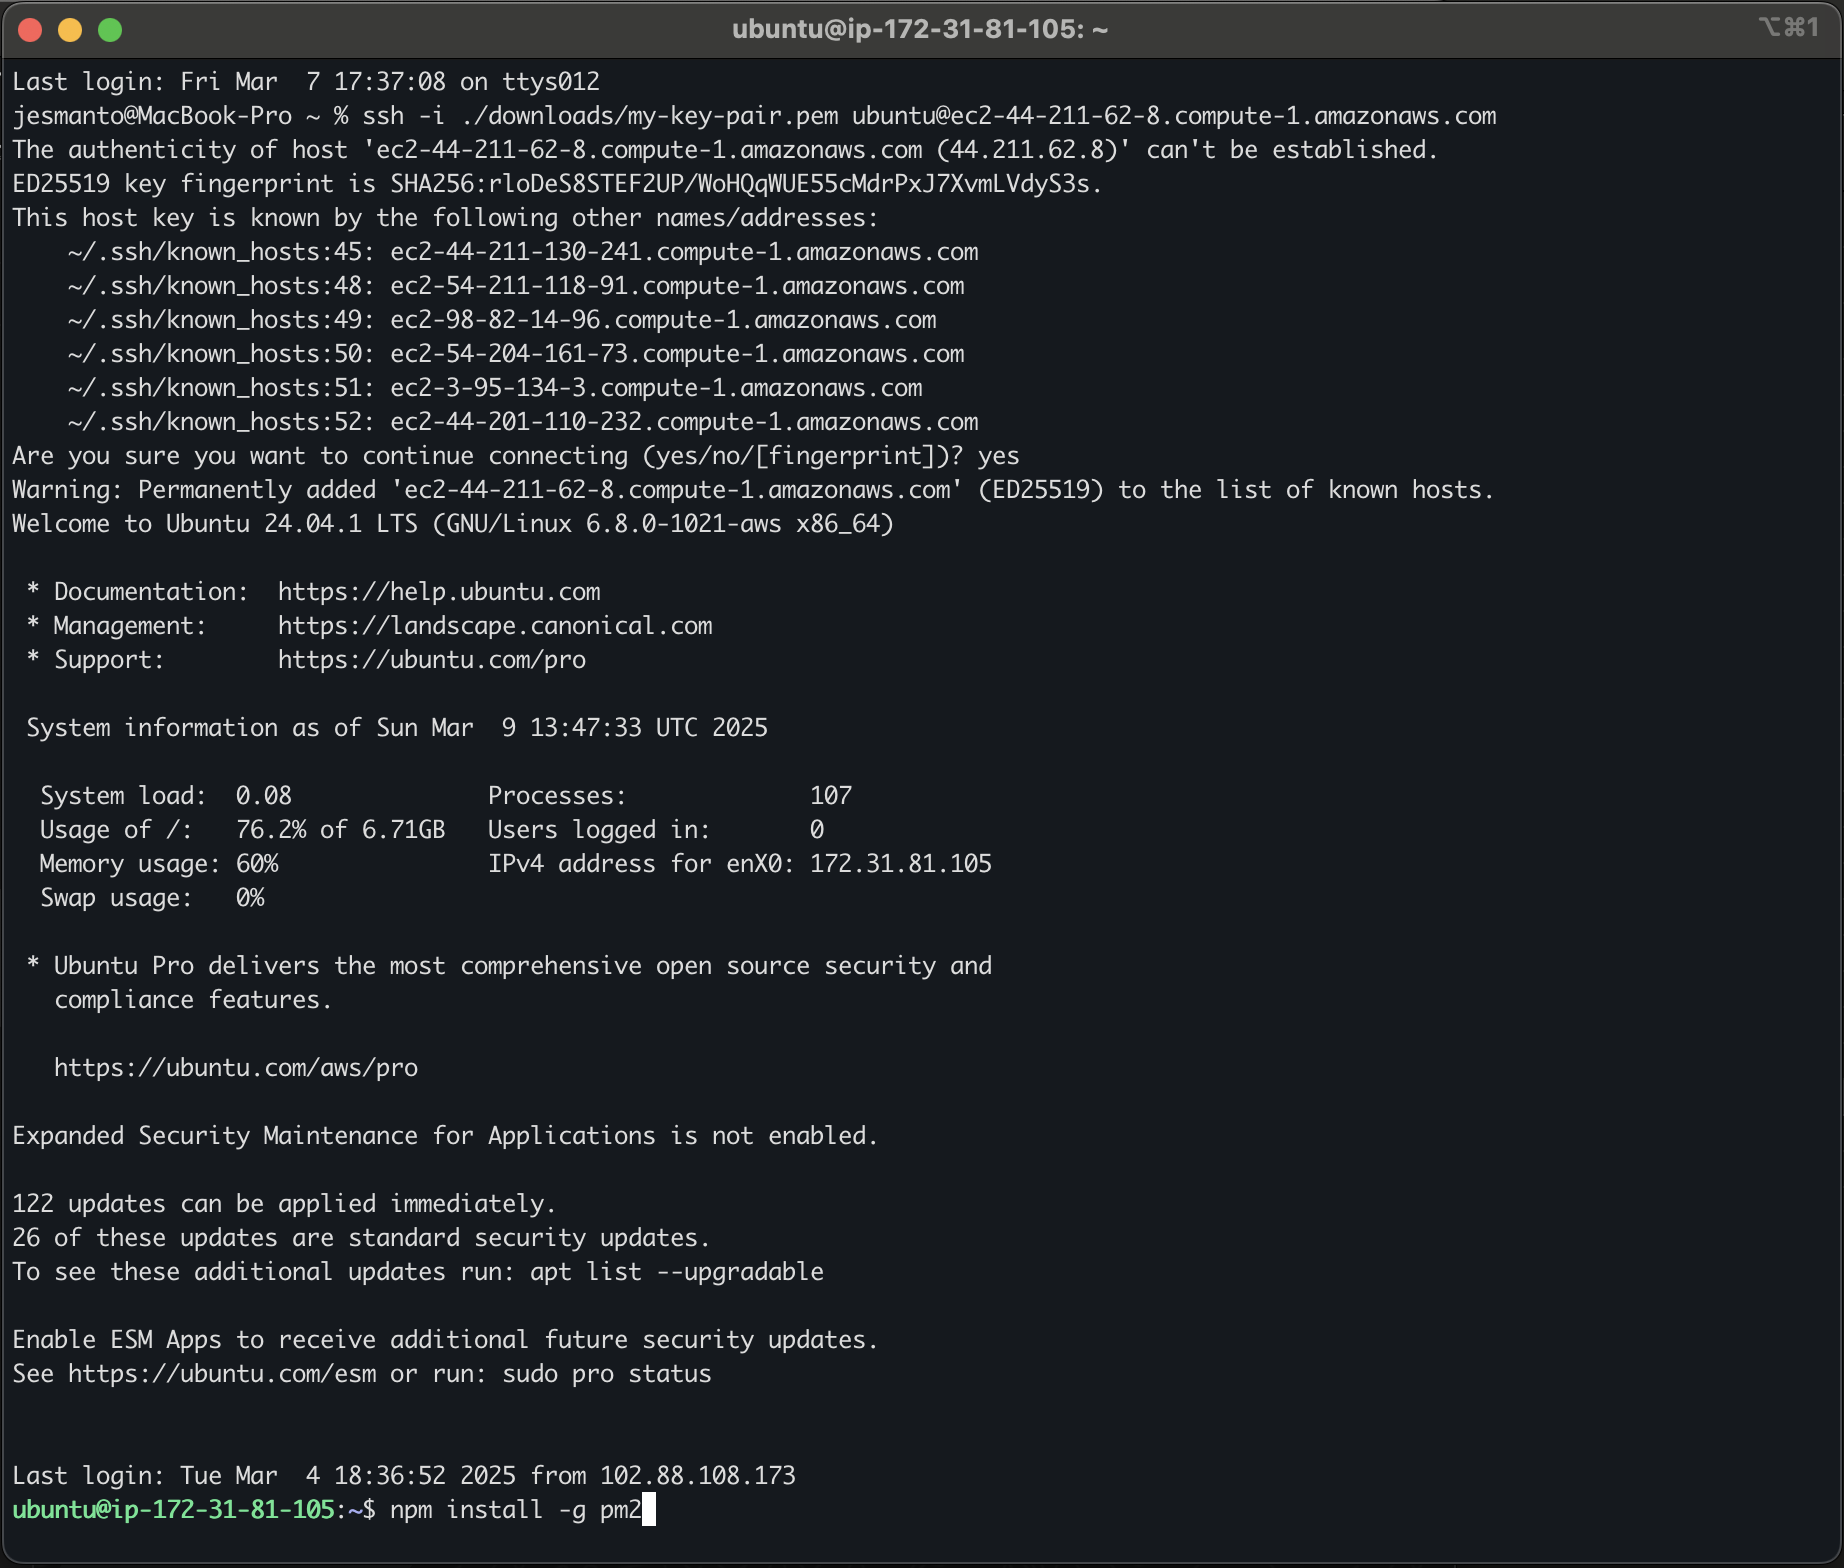 ubuntu@ip-172-31-81-105: ~
⌥⌘1
Last login: Fri Mar  7 17:37:08 on ttys012
jesmanto@MacBook-Pro ~ % ssh -i ./downloads/my-key-pair.pem ubuntu@ec2-44-211-62-8.compute-1.amazonaws.com
The authenticity of host 'ec2-44-211-62-8.compute-1.amazonaws.com (44.211.62.8)' can't be established.
ED25519 key fingerprint is SHA256:rloDeS8STEF2UP/WoHQqWUE55cMdrPxJ7XvmLVdyS3s.
This host key is known by the following other names/addresses:
    ~/.ssh/known_hosts:45: ec2-44-211-130-241.compute-1.amazonaws.com
    ~/.ssh/known_hosts:48: ec2-54-211-118-91.compute-1.amazonaws.com
    ~/.ssh/known_hosts:49: ec2-98-82-14-96.compute-1.amazonaws.com
    ~/.ssh/known_hosts:50: ec2-54-204-161-73.compute-1.amazonaws.com
    ~/.ssh/known_hosts:51: ec2-3-95-134-3.compute-1.amazonaws.com
    ~/.ssh/known_hosts:52: ec2-44-201-110-232.compute-1.amazonaws.com
Are you sure you want to continue connecting (yes/no/[fingerprint])? yes
Warning: Permanently added 'ec2-44-211-62-8.compute-1.amazonaws.com' (ED25519) to the list of known hosts.
Welcome to Ubuntu 24.04.1 LTS (GNU/Linux 6.8.0-1021-aws x86_64)
 * Documentation:  https://help.ubuntu.com
 * Management:     https://landscape.canonical.com
 * Support:        https://ubuntu.com/pro
 System information as of Sun Mar  9 13:47:33 UTC 2025
  System load:  0.08              Processes:             107
  Usage of /:   76.2% of 6.71GB   Users logged in:       0
  Memory usage: 60%               IPv4 address for enX0: 172.31.81.105
  Swap usage:   0%
 * Ubuntu Pro delivers the most comprehensive open source security and
   compliance features.
   https://ubuntu.com/aws/pro
Expanded Security Maintenance for Applications is not enabled.
122 updates can be applied immediately.
26 of these updates are standard security updates.
To see these additional updates run: apt list --upgradable
Enable ESM Apps to receive additional future security updates.
See https://ubuntu.com/esm or run: sudo pro status
Last login: Tue Mar  4 18:36:52 2025 from 102.88.108.173
ubuntu@ip-172-31-81-105:~$ npm install -g pm2